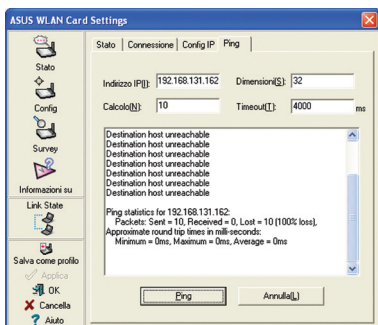 ASUS WLAN Card Settings
Stato
Config
Survey
Informazioni su
Link State
Salva come profilo
Applica
OK
Cancella
Aiuto
Stato Connessione Config IP Ping
Indirizzo IP(I): 192.168.131.162 Dimensioni(S): 32
Calcolo(N): 10 Timeout(T): 4000 ms
Destination host unreachable
Destination host unreachable
Destination host unreachable
Destination host unreachable
Destination host unreachable
Destination host unreachable
Destination host unreachable
Ping statistics for 192.168.131.162:
Packets: Sent = 10, Received = 0, Lost = 10 (100% loss),
Approximate round trip times in milli-seconds:
Minimum = 0ms, Maximum = 0ms, Average = 0ms
Ping Annulla(L)